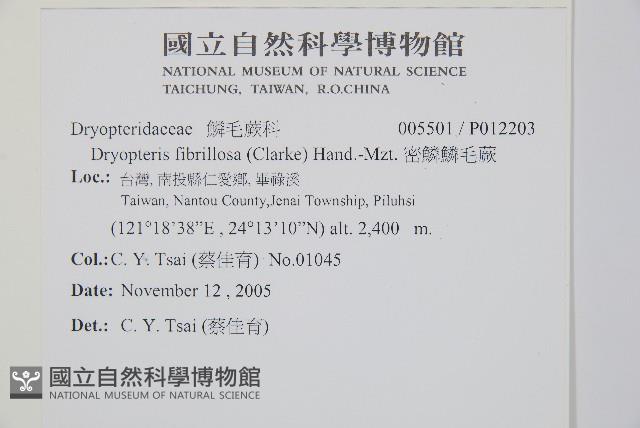 國立自然科學博物館
NATIONAL MUSEUM OF NATURAL SCIENCE
TAICHUNG, TAIWAN, R.O.CHINA
Dryopteridaceae 鱗毛蕨科 005501 / P012203
Dryopteris fibrillosa (Clarke) Hand.-Mzt. 密鱗鱗毛蕨
Loc.: 台灣, 南投縣仁愛鄉, 畢祿溪
Taiwan, Nantou County,Jenai Township, Piluhsi
(121°18'38”E , 24°13'10”N) alt. 2,400 m.
Col.: C. Y. Tsai (蔡佳育) No.01045
Date: November 12 , 2005
Det.: C. Y. Tsai (蔡佳育)
國立自然科學博物館
NATIONAL MUSEUM OF NATURAL SCIENCE